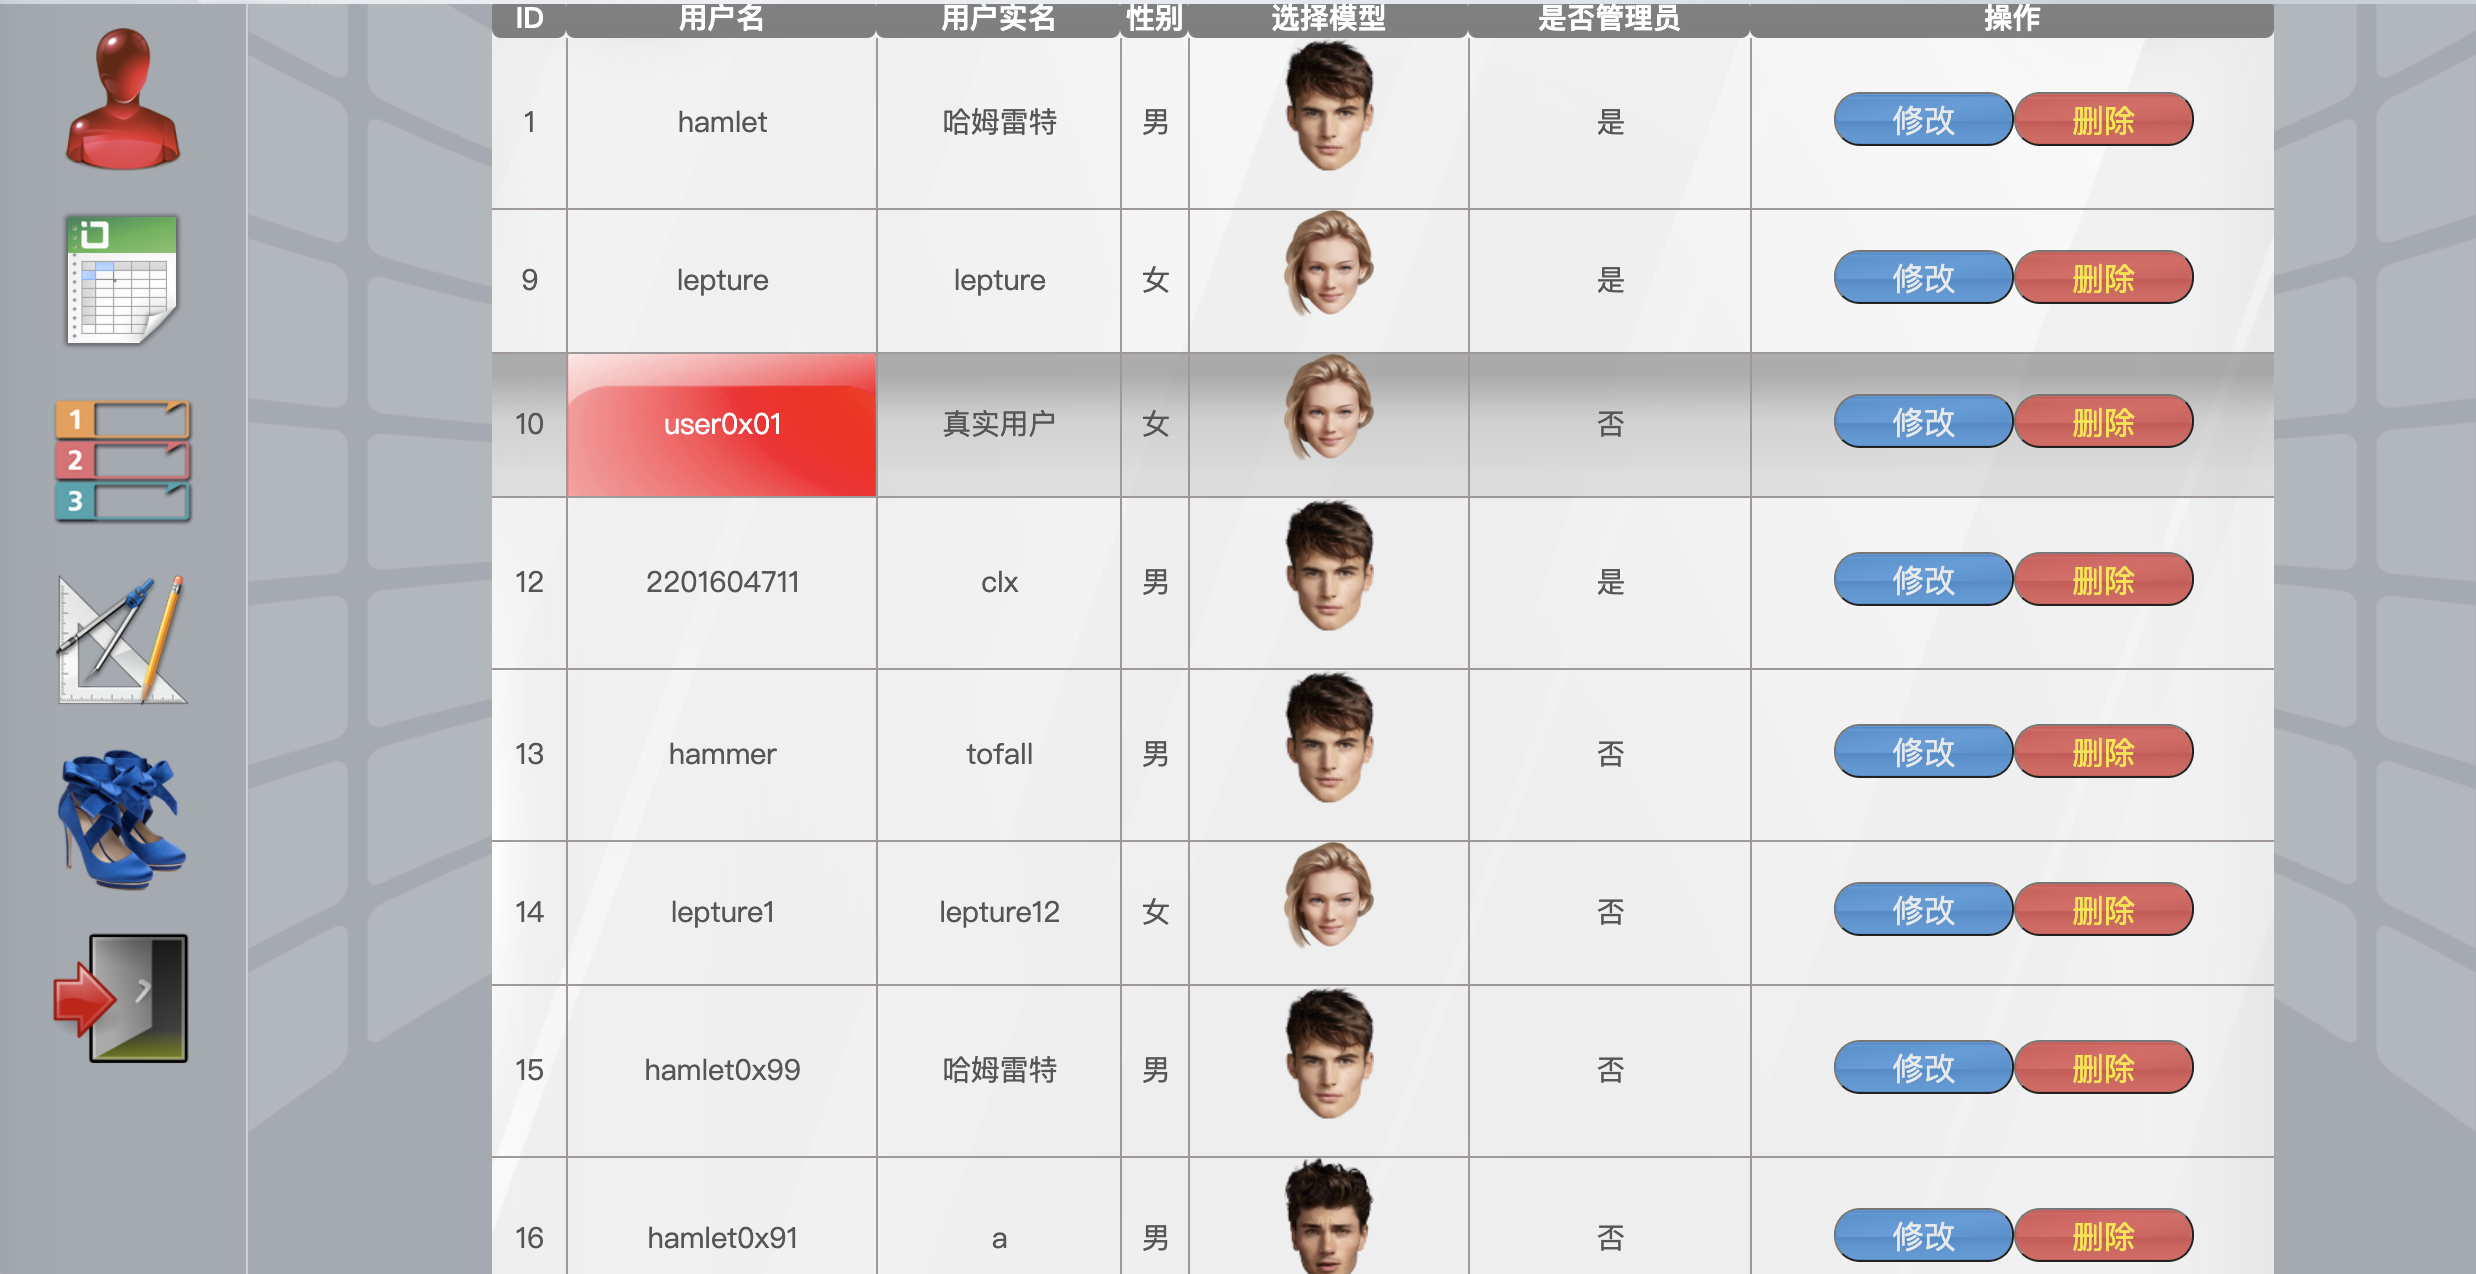 ID 用户名 用户实名 性别 选择模型 是否管理员 操作
1 hamlet 哈姆雷特 男 是 修改 删除
9 lepture lepture 女 是 修改 删除
10 user0x01 真实用户 女 否 修改 删除
12 2201604711 clx 男 是 修改 删除
13 hammer tofall 男 否 修改 删除
14 lepture1 lepture12 女 否 修改 删除
15 hamlet0x99 哈姆雷特 男 否 修改 删除
16 hamlet0x91 a 男 否 修改 删除
1
2
3